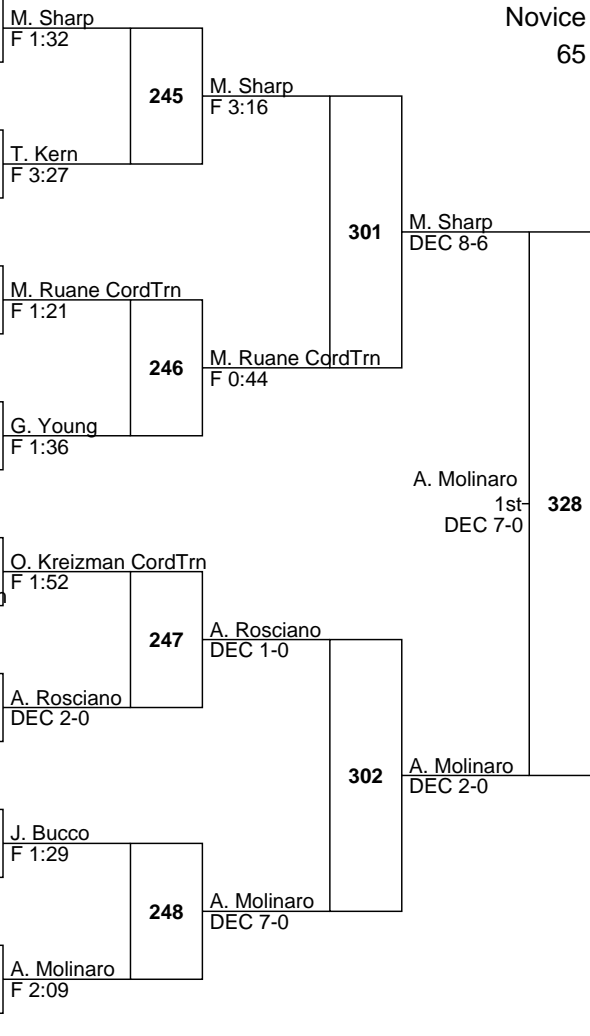 Novice
65
M. Sharp
F 1:32
245
M. Sharp
F 3:16
T. Kern
F 3:27
301
M. Sharp
DEC 8-6
M. Ruane CordTrn
F 1:21
246
M. Ruane CordTrn
F 0:44
G. Young
F 1:36
A. Molinaro
1st
DEC 7-0
328
O. Kreizman CordTrn
F 1:52
247
A. Rosciano
DEC 1-0
A. Rosciano
DEC 2-0
302
A. Molinaro
DEC 2-0
J. Bucco
F 1:29
248
A. Molinaro
DEC 7-0
A. Molinaro
F 2:09